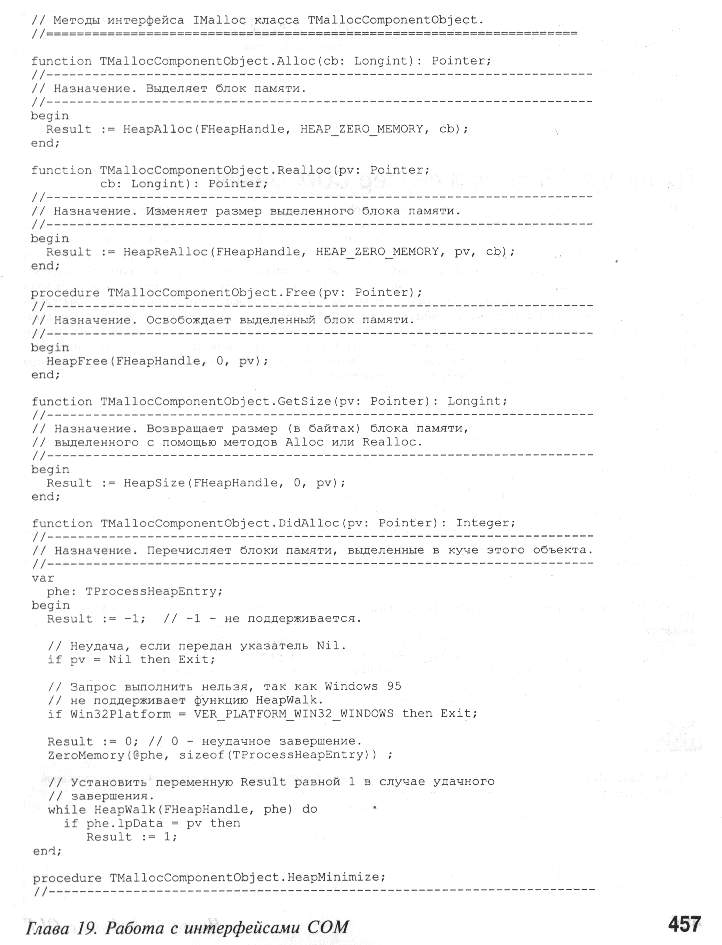 // Методы интерфейса IMalloc класса TMallocComponentObject.
//=====================================================================
function TMallocComponentObject.Alloc(cb: Longint): Pointer;
//-----------------------------------------------------------------------
// Назначение. Выделяет блок памяти.
//-----------------------------------------------------------------------
begin
Result := HeapAlloc(FHeapHandle, HEAP_ZERO_MEMORY, cb);
end;
function TMallocComponentObject.Realloc(pv: Pointer;
cb: Longint): Pointer;
//-----------------------------------------------------------------------
// Назначение. Изменяет размер выделенного блока памяти.
//-----------------------------------------------------------------------
begin
Result := HeapReAlloc(FHeapHandle, HEAP_ZERO_MEMORY, pv, cb);
end;
procedure TMallocComponentObject.Free(pv: Pointer);
//-----------------------------------------------------------------------
// Назначение. Освобождает выделенный блок памяти.
//-----------------------------------------------------------------------
begin
HeapFree(FHeapHandle, 0, pv);
end;
function TMallocComponentObject.GetSize(pv: Pointer): Longint;
//-----------------------------------------------------------------------
// Назначение. Возвращает размер (в байтах) блока памяти,
// выделенного с помощью методов Alloc или Realloc.
//-----------------------------------------------------------------------
begin
Result := HeapSize(FHeapHandle, 0, pv);
end;
function TMallocComponentObject.DidAlloc(pv: Pointer): Integer;
//-----------------------------------------------------------------------
// Назначение. Перечисляет блоки памяти, выделенные в куче этого объекта.
//-----------------------------------------------------------------------
var
phe: TProcessHeapEntry;
begin
Result := -1; // -1 - не поддерживается.
// Неудача, если передан указатель Nil.
if pv = Nil then Exit;
// Запрос выполнить нельзя, так как Windows 95
// не поддерживает функцию HeapWalk.
if Win32Platform = VER_PLATFORM_WIN32_WINDOWS then Exit;
Result := 0; // 0 - неудачное завершение.
ZeroMemory(@phe, sizeof(TProcessHeapEntry)) ;
// Установить переменную Result равной 1 в случае удачного
// завершения.
while HeapWalk(FHeapHandle, phe) do
if phe.lpData = pv then
Result := 1;
end;
procedure TMallocComponentObject.HeapMinimize;
//-----------------------------------------------------------------------
Глава 19. Работа с интерфейсами COM 457